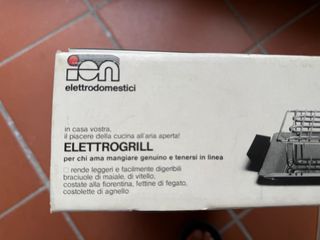 ion
elettrodomestici
in casa vostra,
il piacere della cucina all'aria aperta!
ELETTROGRILL
per chi ama mangiare genuino e tenersi in linea
rende leggeri e facilmente digeribili
braciole di maiale, di vitello,
costate alla fiorentina, fettine di fegato,
costolette di agnello